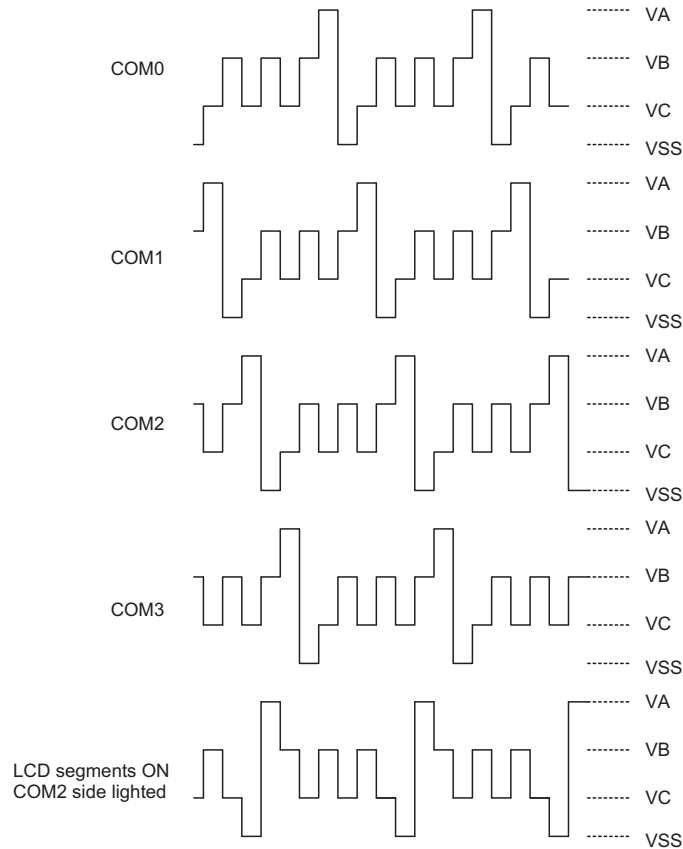 VA
COM0
VB
VC
VSS
VA
VB
COM1
VC
VSS
VA
VB
COM2
VC
VSS
VA
VB
COM3
VC
VSS
VA
VB
LCD segments ON
COM2 side lighted
VC
VSS